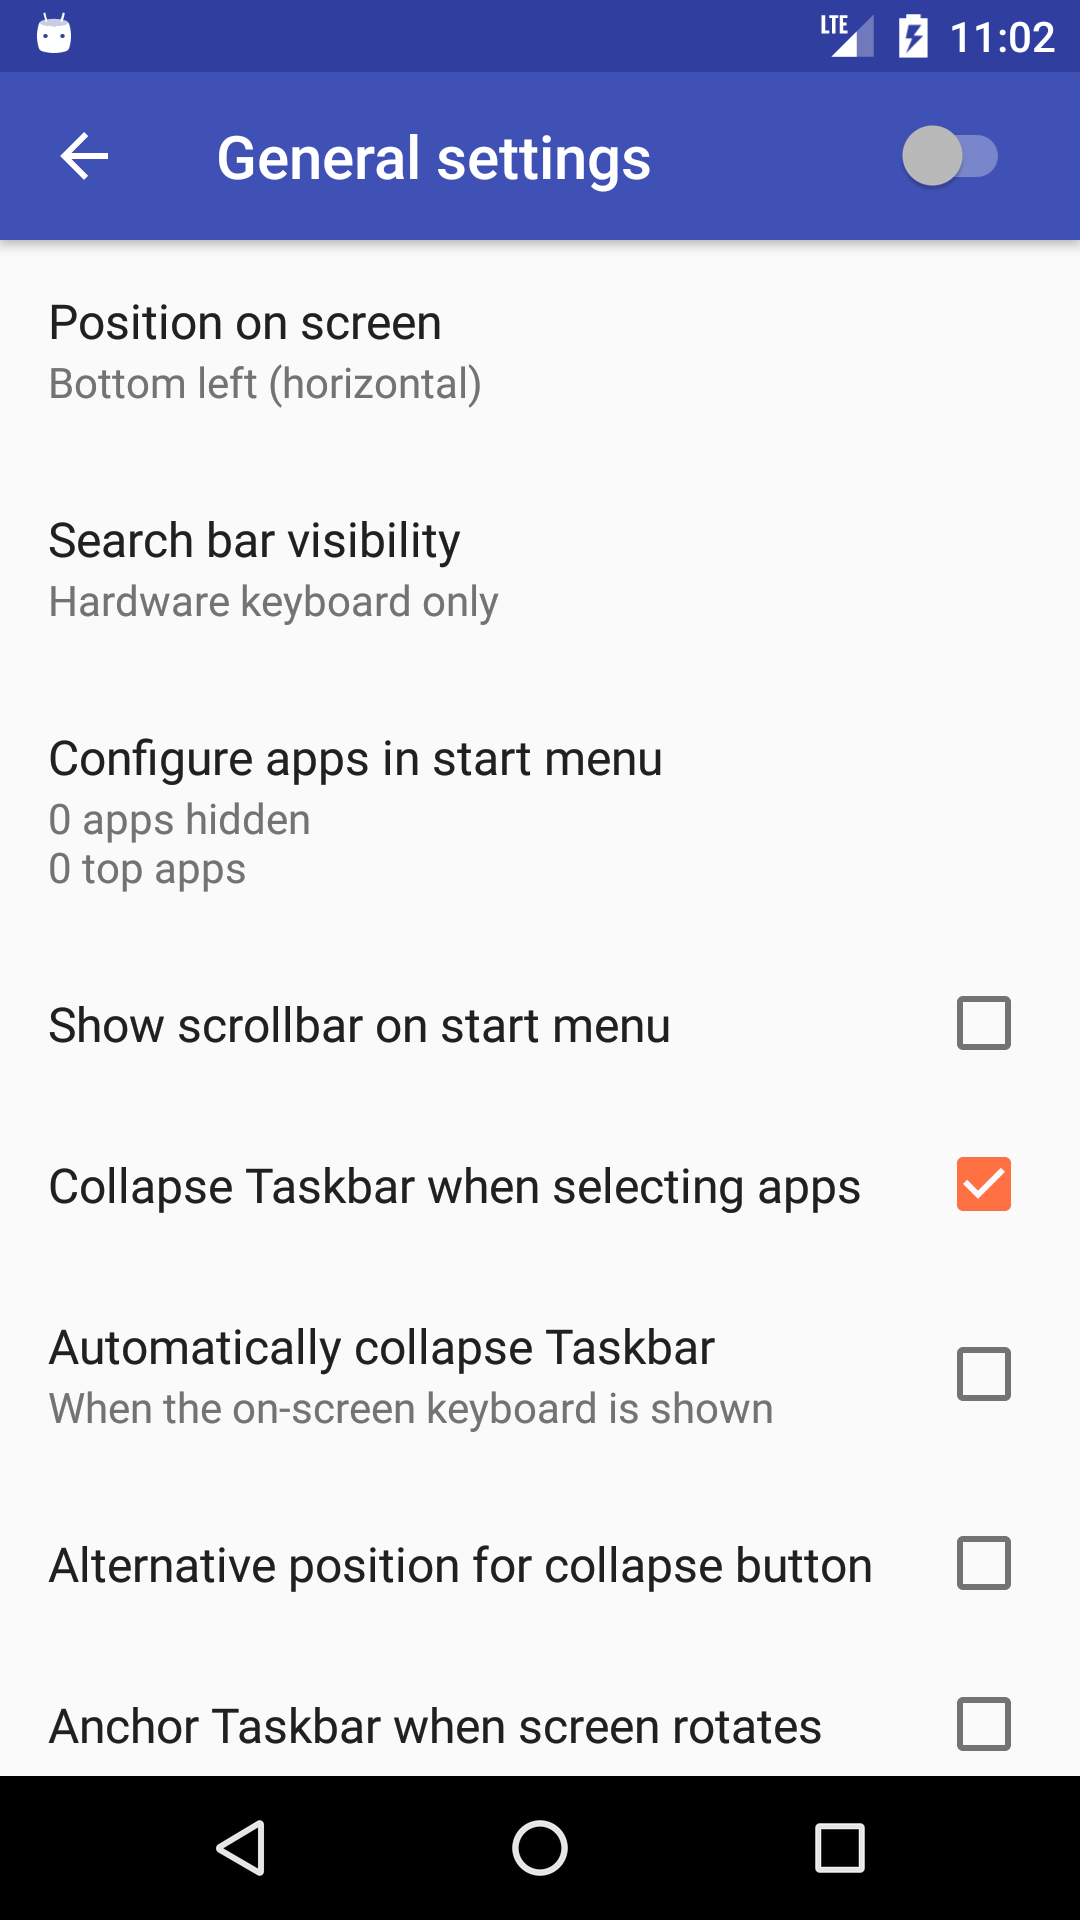 LTE 11:02
General settings
Position on screen
Bottom left (horizontal)
Search bar visibility
Hardware keyboard only
Configure apps in start menu
0 apps hidden
0 top apps
Show scrollbar on start menu
Collapse Taskbar when selecting apps
Automatically collapse Taskbar
When the on-screen keyboard is shown
Alternative position for collapse button
Anchor Taskbar when screen rotates